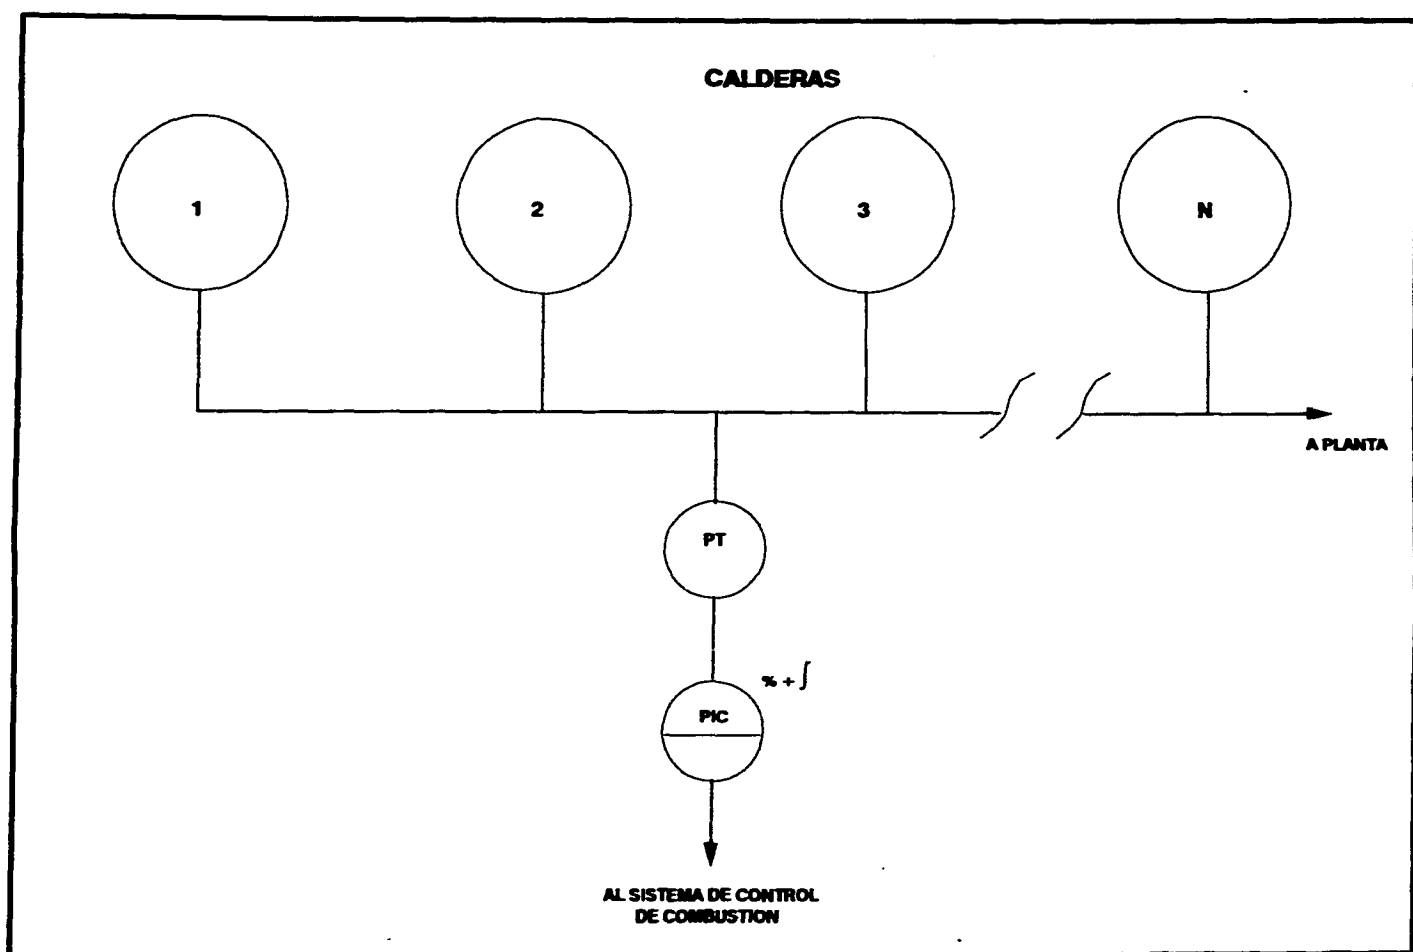 CALDERAS
1
2
3
N
A PLANTA
PT
% + ∫
PIC
AL SISTEMA DE CONTROL
DE COMBUSTION